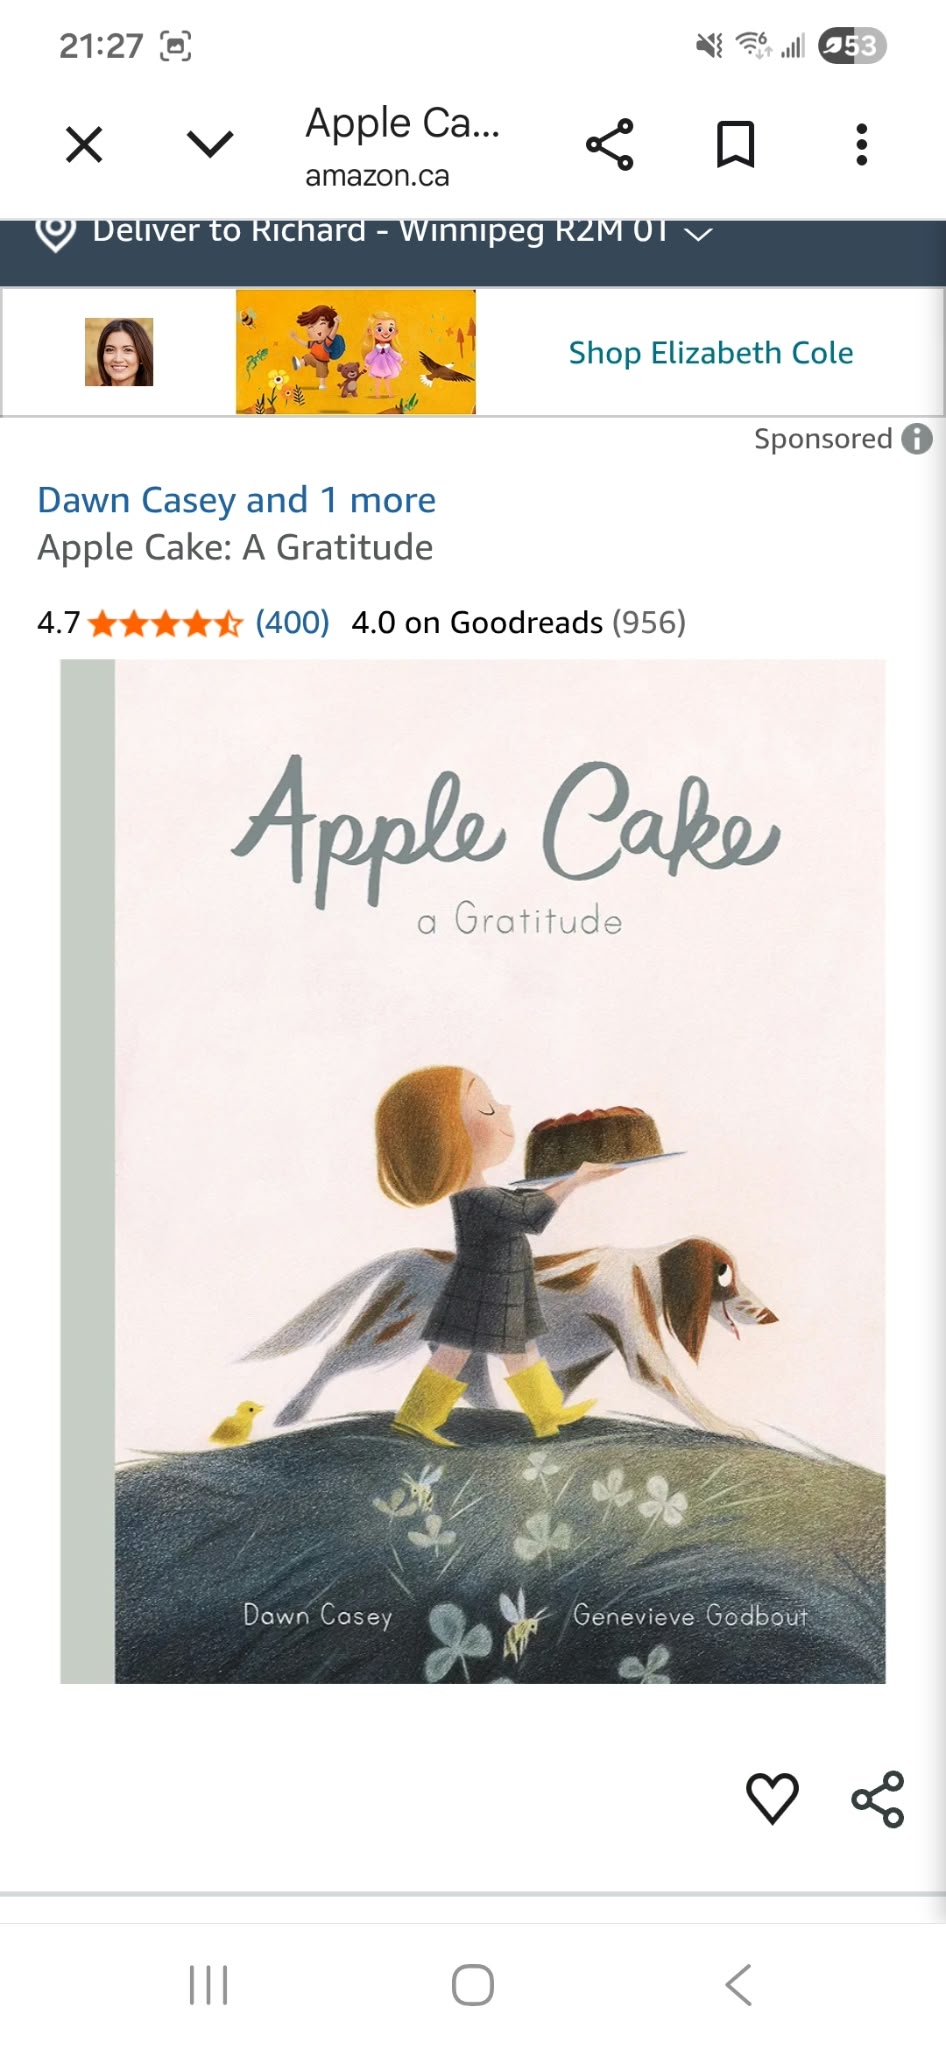 21:27
6
53
Apple Ca...
amazon.ca
Deliver to Richard - Winnipeg R2M 0T
Shop Elizabeth Cole
Sponsored
Dawn Casey and 1 more
Apple Cake: A Gratitude
4.7 (400) 4.0 on Goodreads (956)
Apple Cake
a Gratitude
Dawn Casey Genevieve Godbout